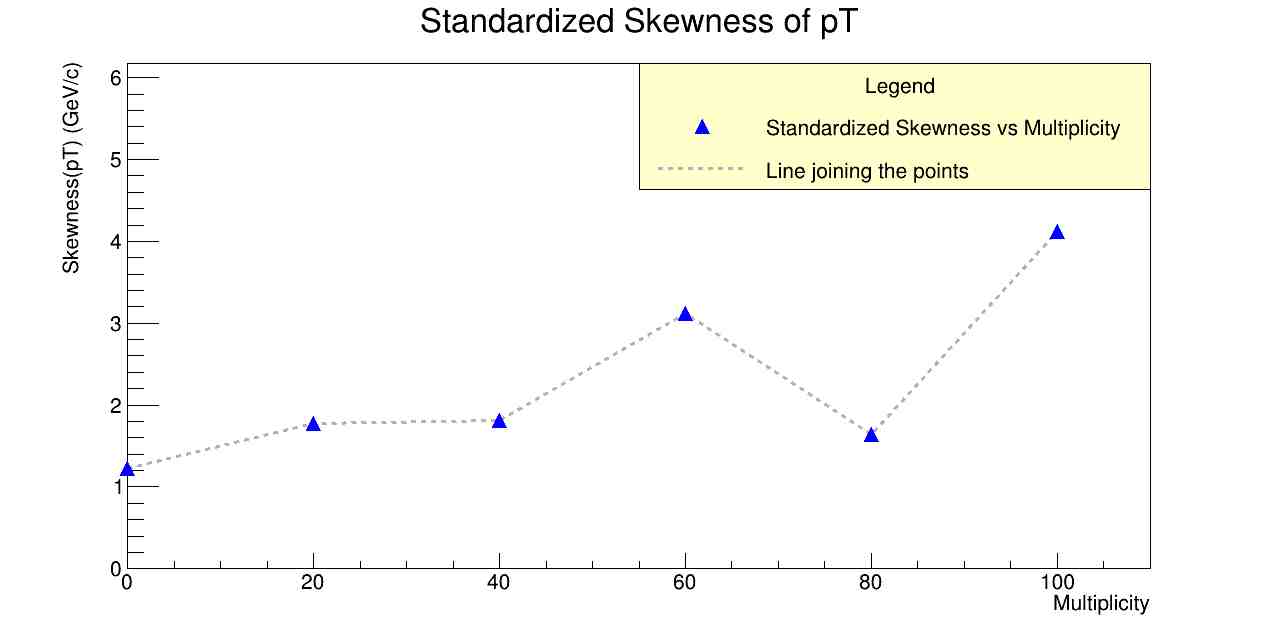 Standardized Skewness of pT
Skewness(pT) (GeV/c)
6
5
4
3
2
1
0
Legend
Standardized Skewness vs Multiplicity
Line joining the points
0 20 40 60 80 100
Multiplicity